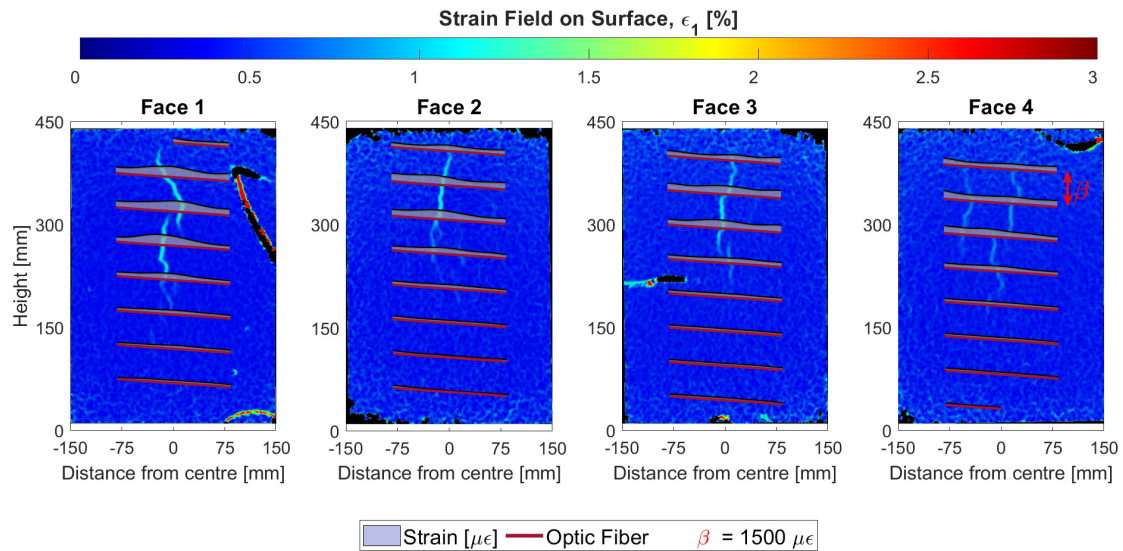 Strain Field on Surface, ϵ₁ [%]
0 0.5 1 1.5 2 2.5 3
Face 1 Face 2 Face 3 Face 4
450 450 450 450
β
300 300 300 300
Height [mm]
150 150 150 150
0 0 0 0
-150 -75 0 75 150 -150 -75 0 75 150 -150 -75 0 75 150 -150 -75 0 75 150
Distance from centre [mm] Distance from centre [mm] Distance from centre [mm] Distance from centre [mm]
Strain [μϵ] Optic Fiber β = 1500 μϵ